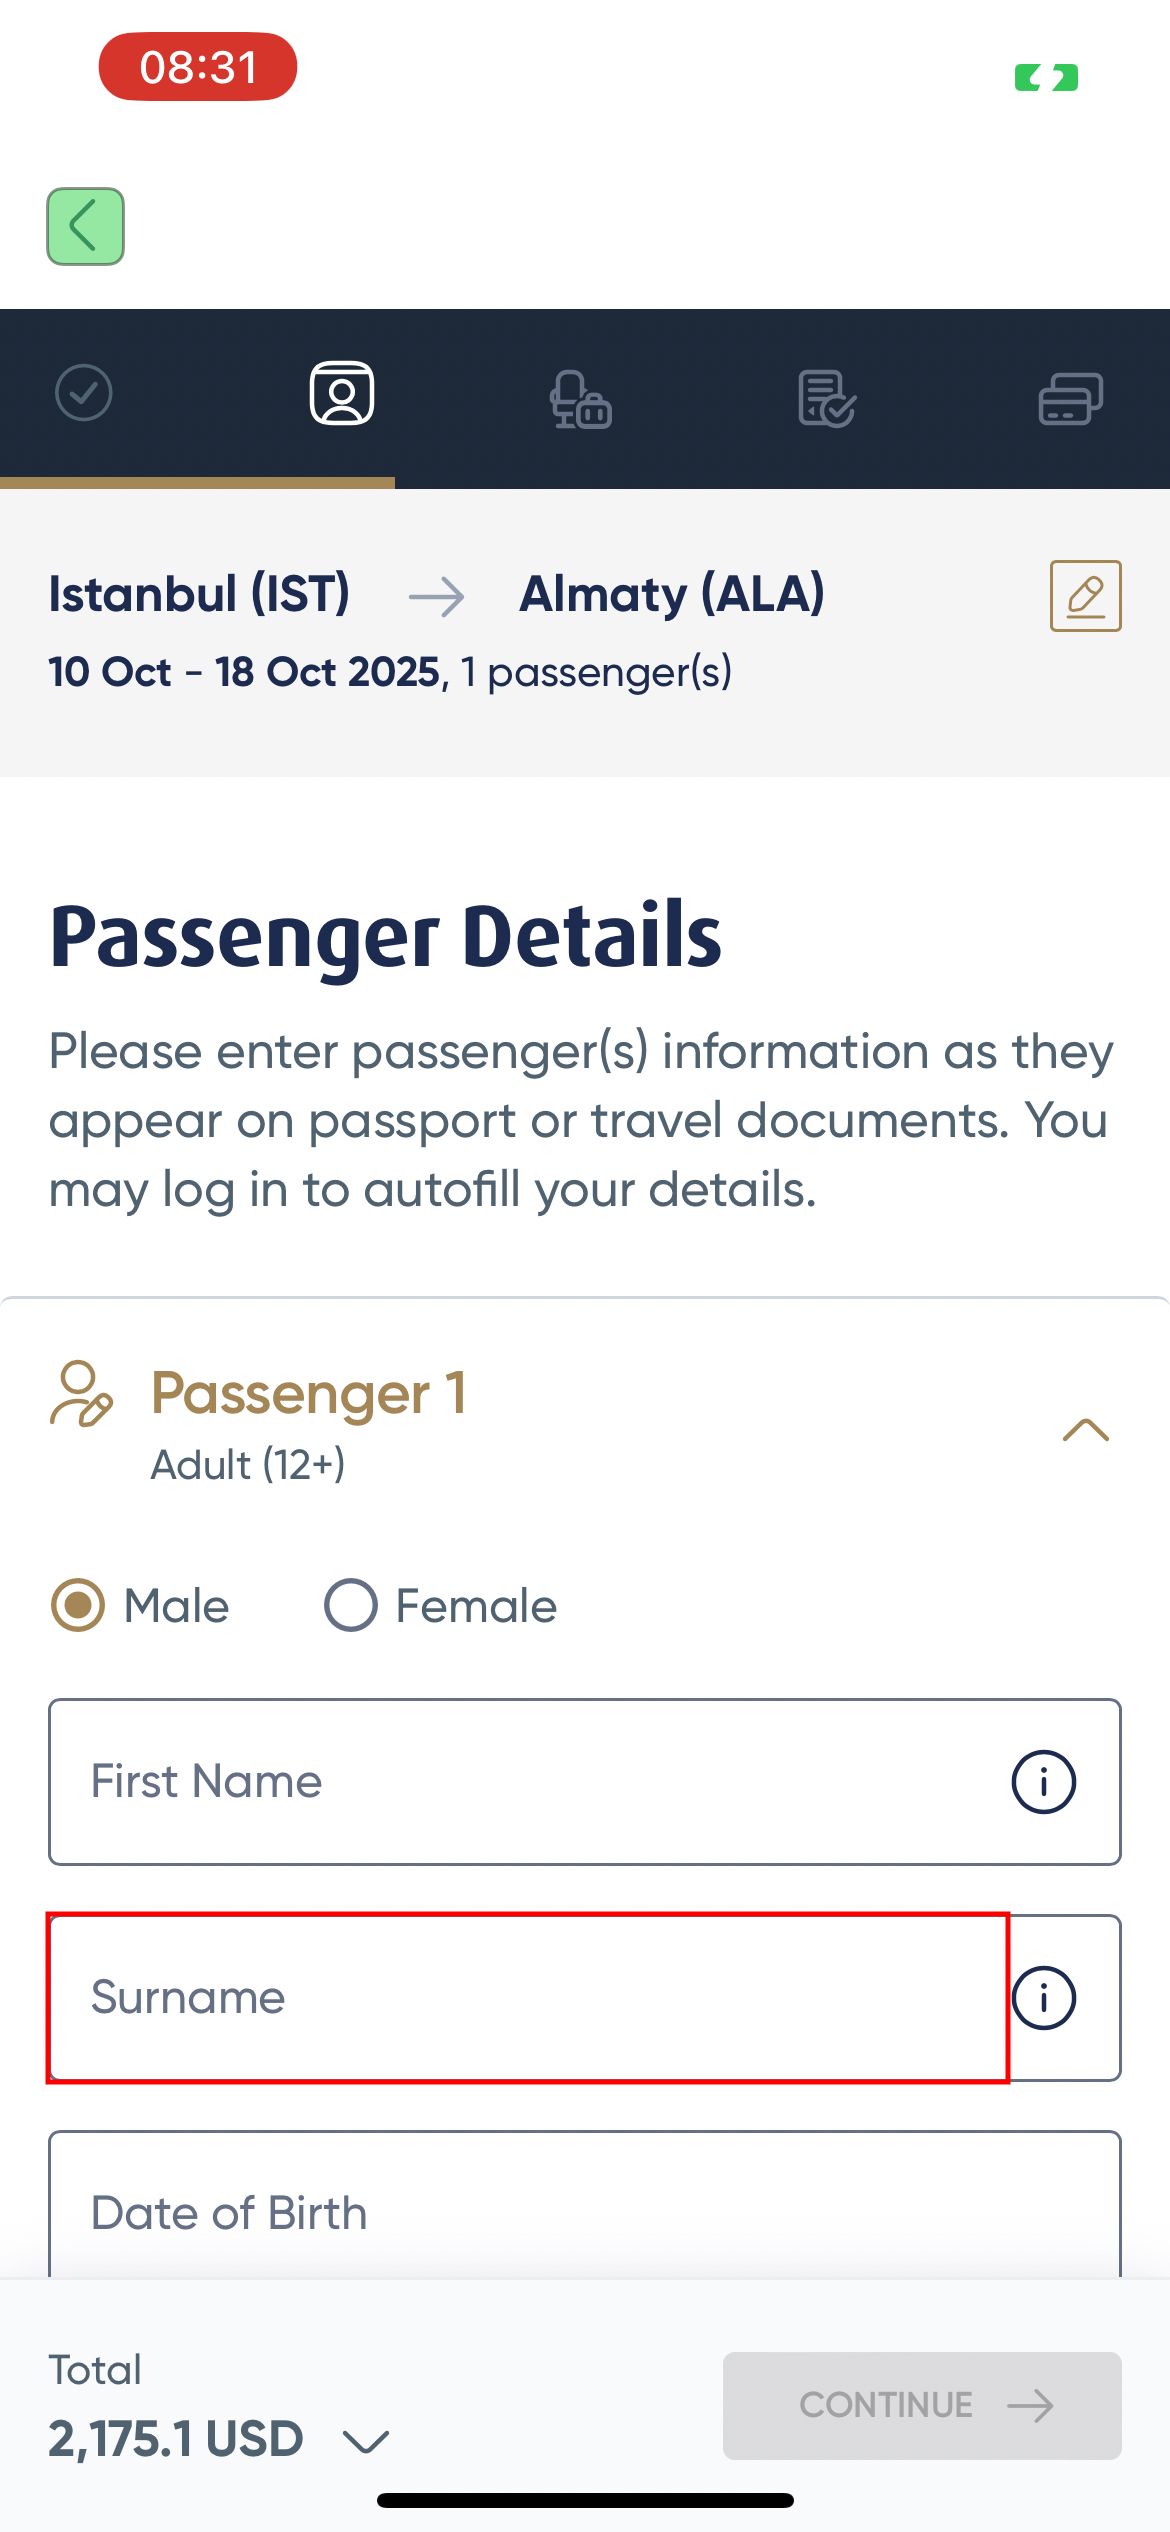 08:31
Istanbul (IST) → Almaty (ALA)
10 Oct - 18 Oct 2025, 1 passenger(s)
Passenger Details
Please enter passenger(s) information as they
appear on passport or travel documents. You
may log in to autofill your details.
Passenger 1
Adult (12+)
Male Female
First Name
Surname
Date of Birth
Total
2,175.1 USD
CONTINUE →